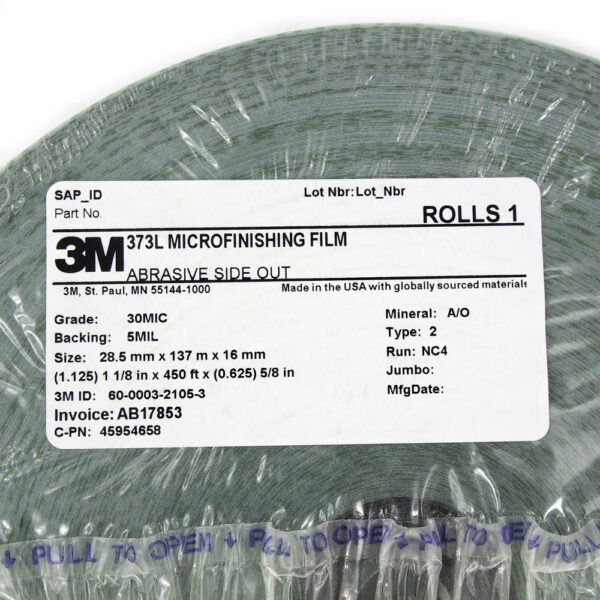 SAP_ID Lot Nbr:Lot_Nbr
Part No. ROLLS 1
3M 373L MICROFINISHING FILM
ABRASIVE SIDE OUT
3M, St. Paul, MN 55144-1000 Made in the USA with globally sourced materials
Grade: 30MIC Mineral: A/O
Backing: 5MIL Type: 2
Size: 28.5 mm x 137 m x 16 mm Run: NC4
(1.125) 1 1/8 in x 450 ft x (0.625) 5/8 in Jumbo:
3M ID: 60-0003-2105-3 MfgDate:
Invoice: AB17853
C-PN: 45954658
↓ PULL TO OPEN ↓ PULL TO OPEN ↓ PULL TO OPEN ↓ PULL